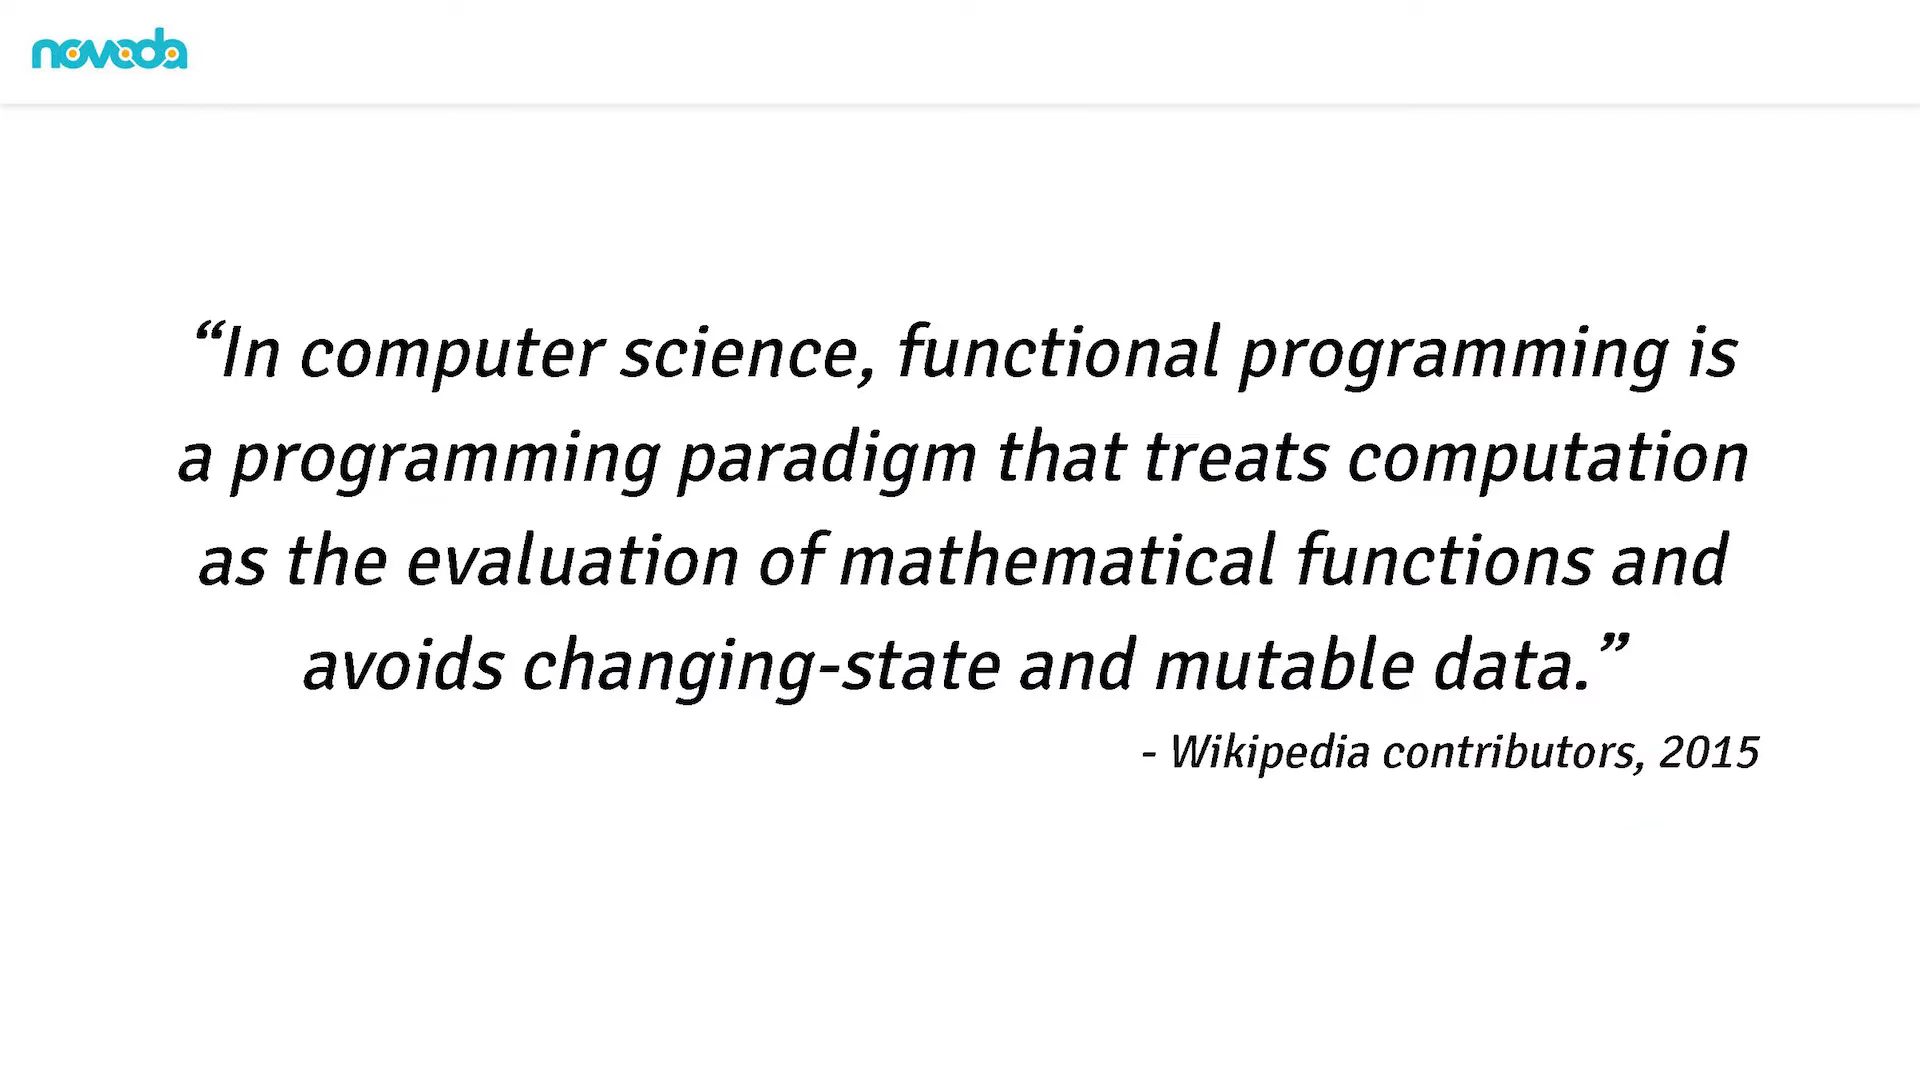 novoda
“In computer science, functional programming is
a programming paradigm that treats computation
as the evaluation of mathematical functions and
avoids changing-state and mutable data.”
- Wikipedia contributors, 2015